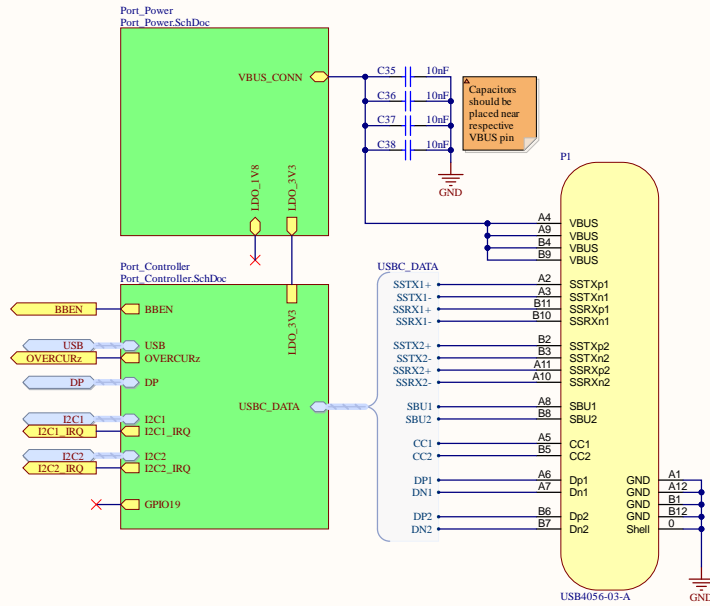 Port_Power
Port_Power.SchDoc
VBUS_CONN
LDO_1V8
LDO_3V3
C35 10nF
C36 10nF
C37 10nF
C38 10nF
GND
Capacitors
should be
placed near
respective
VBUS pin
Port_Controller
Port_Controller.SchDoc
LDO_3V3
BBEN BBEN
USB USB
OVERCURz OVERCURz
DP DP
I2C1 I2C1
I2C1_IRQ I2C1_IRQ
I2C2 I2C2
I2C2_IRQ I2C2_IRQ
GPIO19
USBC_DATA
USBC_DATA
SSTX1+
SSTX1-
SSRX1+
SSRX1-
SSTX2+
SSTX2-
SSRX2+
SSRX2-
SBU1
SBU2
CC1
CC2
DP1
DN1
DP2
DN2
P1
A4 VBUS
A9 VBUS
B4 VBUS
B9 VBUS
A2 SSTXp1
A3 SSTXn1
B11 SSRXp1
B10 SSRXn1
B2 SSTXp2
B3 SSTXn2
A11 SSRXp2
A10 SSRXn2
A8 SBU1
B8 SBU2
A5 CC1
B5 CC2
A6 Dp1
A7 Dn1
B6 Dp2
B7 Dn2
GND A1
GND A12
GND B1
GND B12
Shell 0
GND
USB4056-03-A